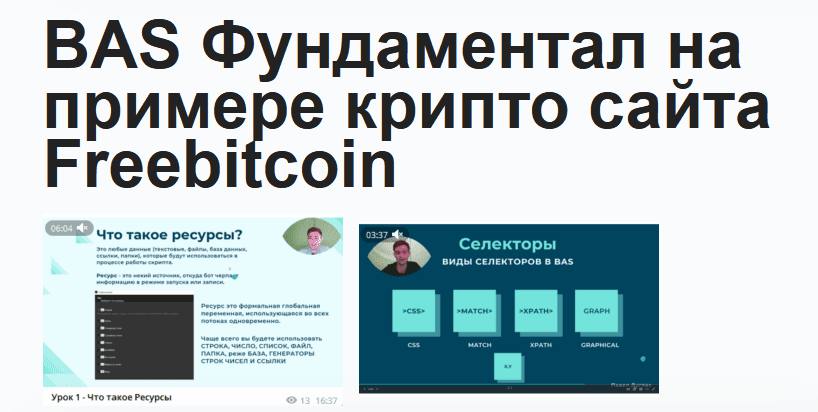 BAS Фундаментал на
примере крипто сайта
Freebitcoin
06:04
Что такое ресурсы?
Это любые данные (текстовые, файлы, база данных,
ссылки, папки), которые будут использоваться в
процессе работы скрипта.
Ресурс - это некий источник, откуда бот черпает
информацию в режиме запуска или записи.
Ресурс это формальная глобальная
переменная, использующаяся во всех
потоках одновременно.
Чаще всего вы будете использовать
СТРОКА, ЧИСЛО, СПИСОК, ФАЙЛ,
ПАПКА, реже БАЗА, ГЕНЕРАТОРЫ
СТРОК ЧИСЕЛ И ССЫЛКИ
Урок 1 - Что такое Ресурсы
13 16:37
03:37
Селекторы
ВИДЫ СЕЛЕКТОРОВ В BAS
>CSS> >MATCH> >XPATH> GRAPH
CSS MATCH XPATH GRAPHICAL
X,Y